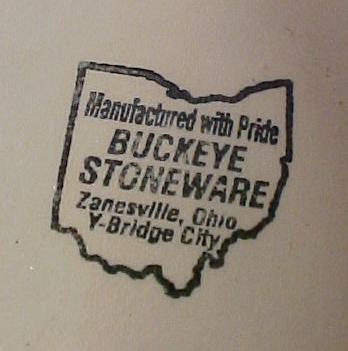 Manufactured with Pride
BUCKEYE
STONEWARE
Zanesville, Ohio
Y-Bridge City